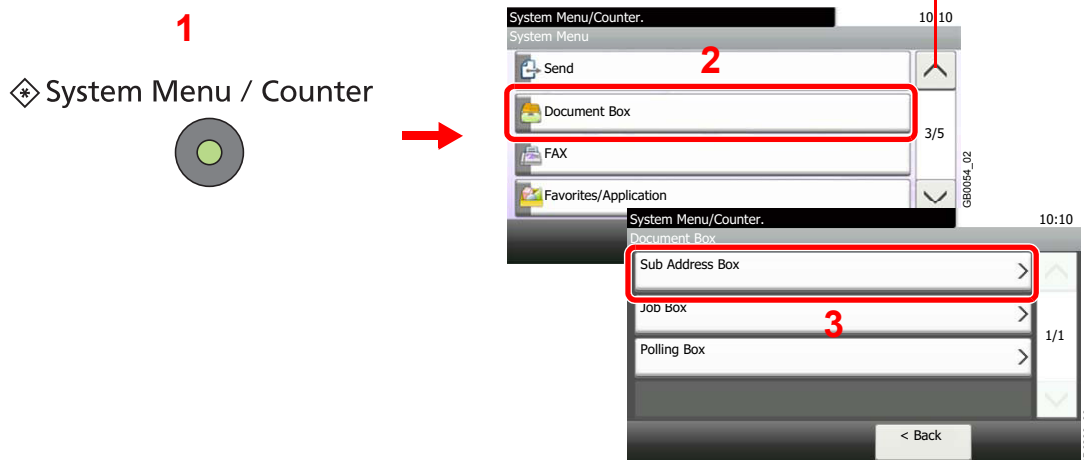 1
System Menu / Counter
System Menu/Counter.
10:10
System Menu
2
Send
Document Box
3/5
FAX
Favorites/Application
GB0054_02
System Menu/Counter.
10:10
Document Box
Sub Address Box
Job Box
3
1/1
Polling Box
< Back